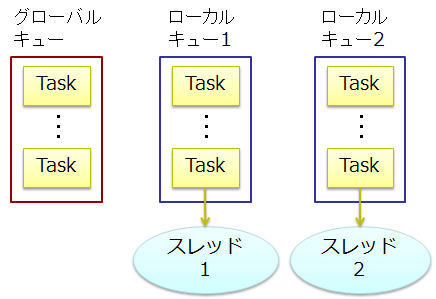 グローバル
キュー
ローカル
キュー1
ローカル
キュー2
Task
⋮
Task
Task
⋮
Task
Task
⋮
Task
スレッド
1
スレッド
2